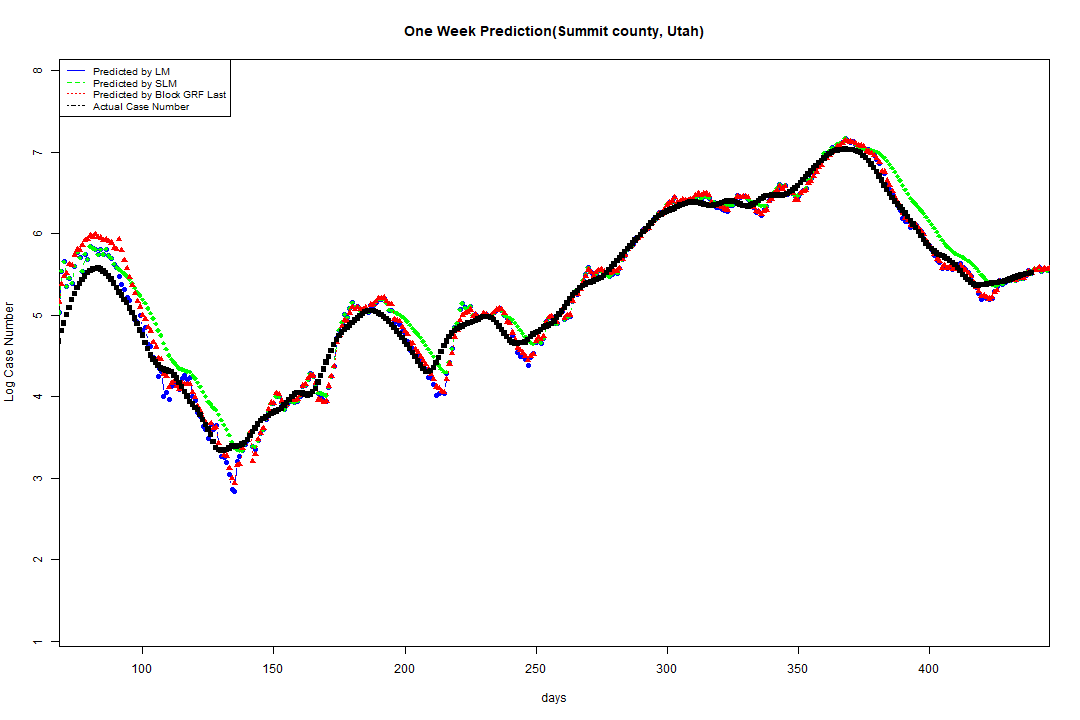 One Week Prediction(Summit county, Utah)
Predicted by LM
Predicted by SLM
Predicted by Block GRF Last
Actual Case Number
Log Case Number
8
7
6
5
4
3
2
1
100 150 200 250 300 350 400
days